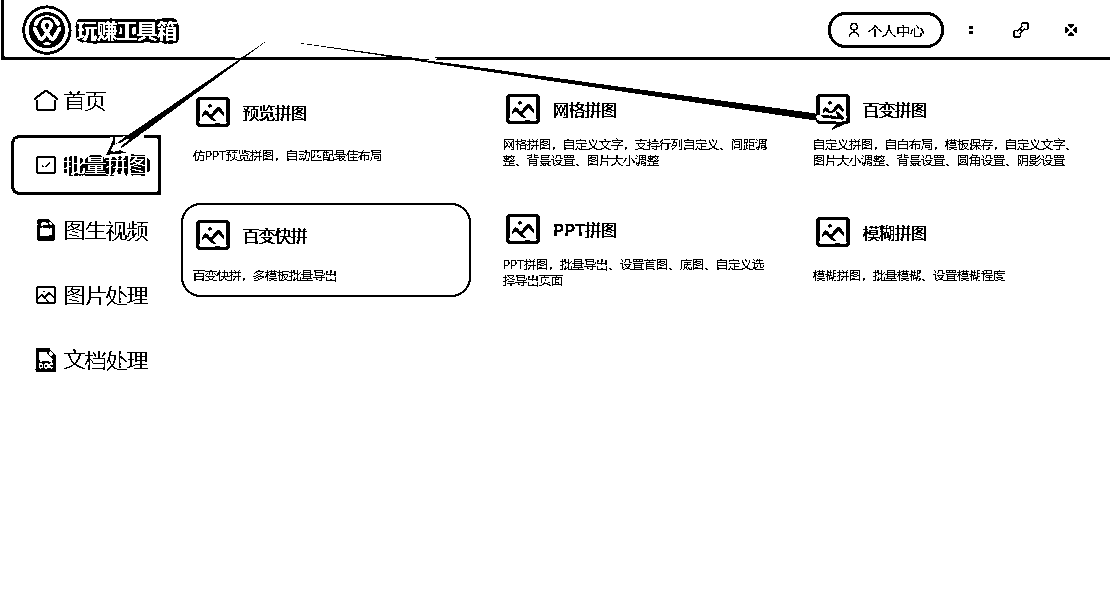 玩赚工具箱
个人中心
首页
批量拼图
图生视频
图片处理
文档处理
预览拼图
仿PPT预览拼图，自动匹配最佳布局
网格拼图
网格拼图，自定义文字，支持行列自定义、间距调
整、背景设置、图片大小调整
百变拼图
自定义拼图，自由布局，模板保存，自定义文字、
图片大小调整、背景设置、圆角设置、阴影设置
百变快拼
百变快拼，多模板批量导出
PPT拼图
PPT拼图，批量导出、设置首图、底图、自定义选
择导出页面
模糊拼图
模糊拼图，批量模糊、设置模糊程度